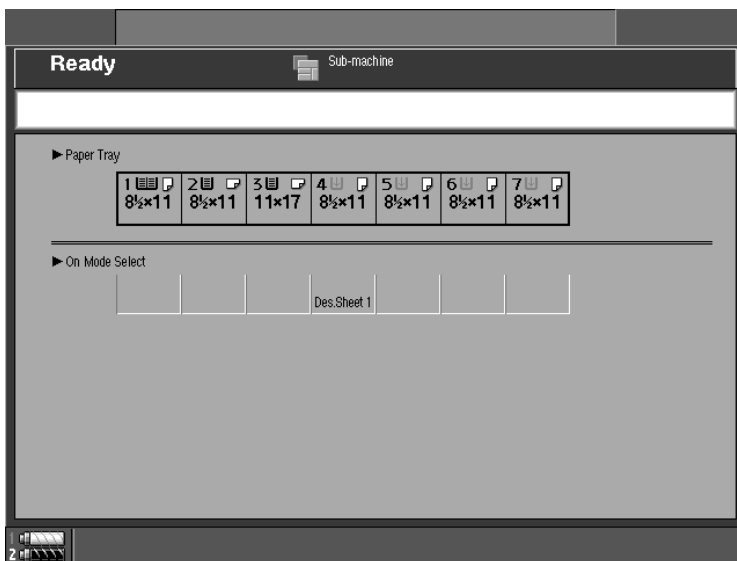 Ready
Sub-machine
►Paper Tray
1 2 3 4 5 6 7
8½×11 8½×11 11×17 8½×11 8½×11 8½×11 8½×11
►On Mode Select
Des.Sheet 1
1
2